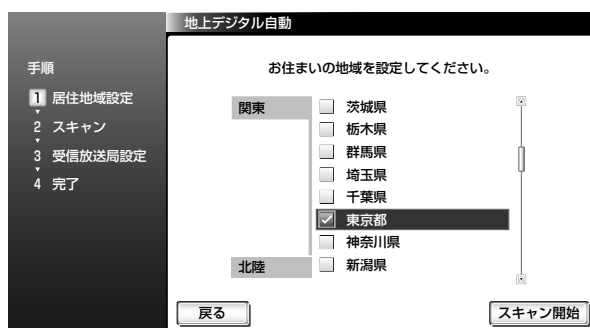 地上デジタル自動
手順
お住まいの地域を設定してください。
1 居住地域設定
2 スキャン
3 受信放送局設定
4 完了
関東
茨城県
栃木県
群馬県
埼玉県
千葉県
東京都
神奈川県
北陸
新潟県
戻る
スキャン開始